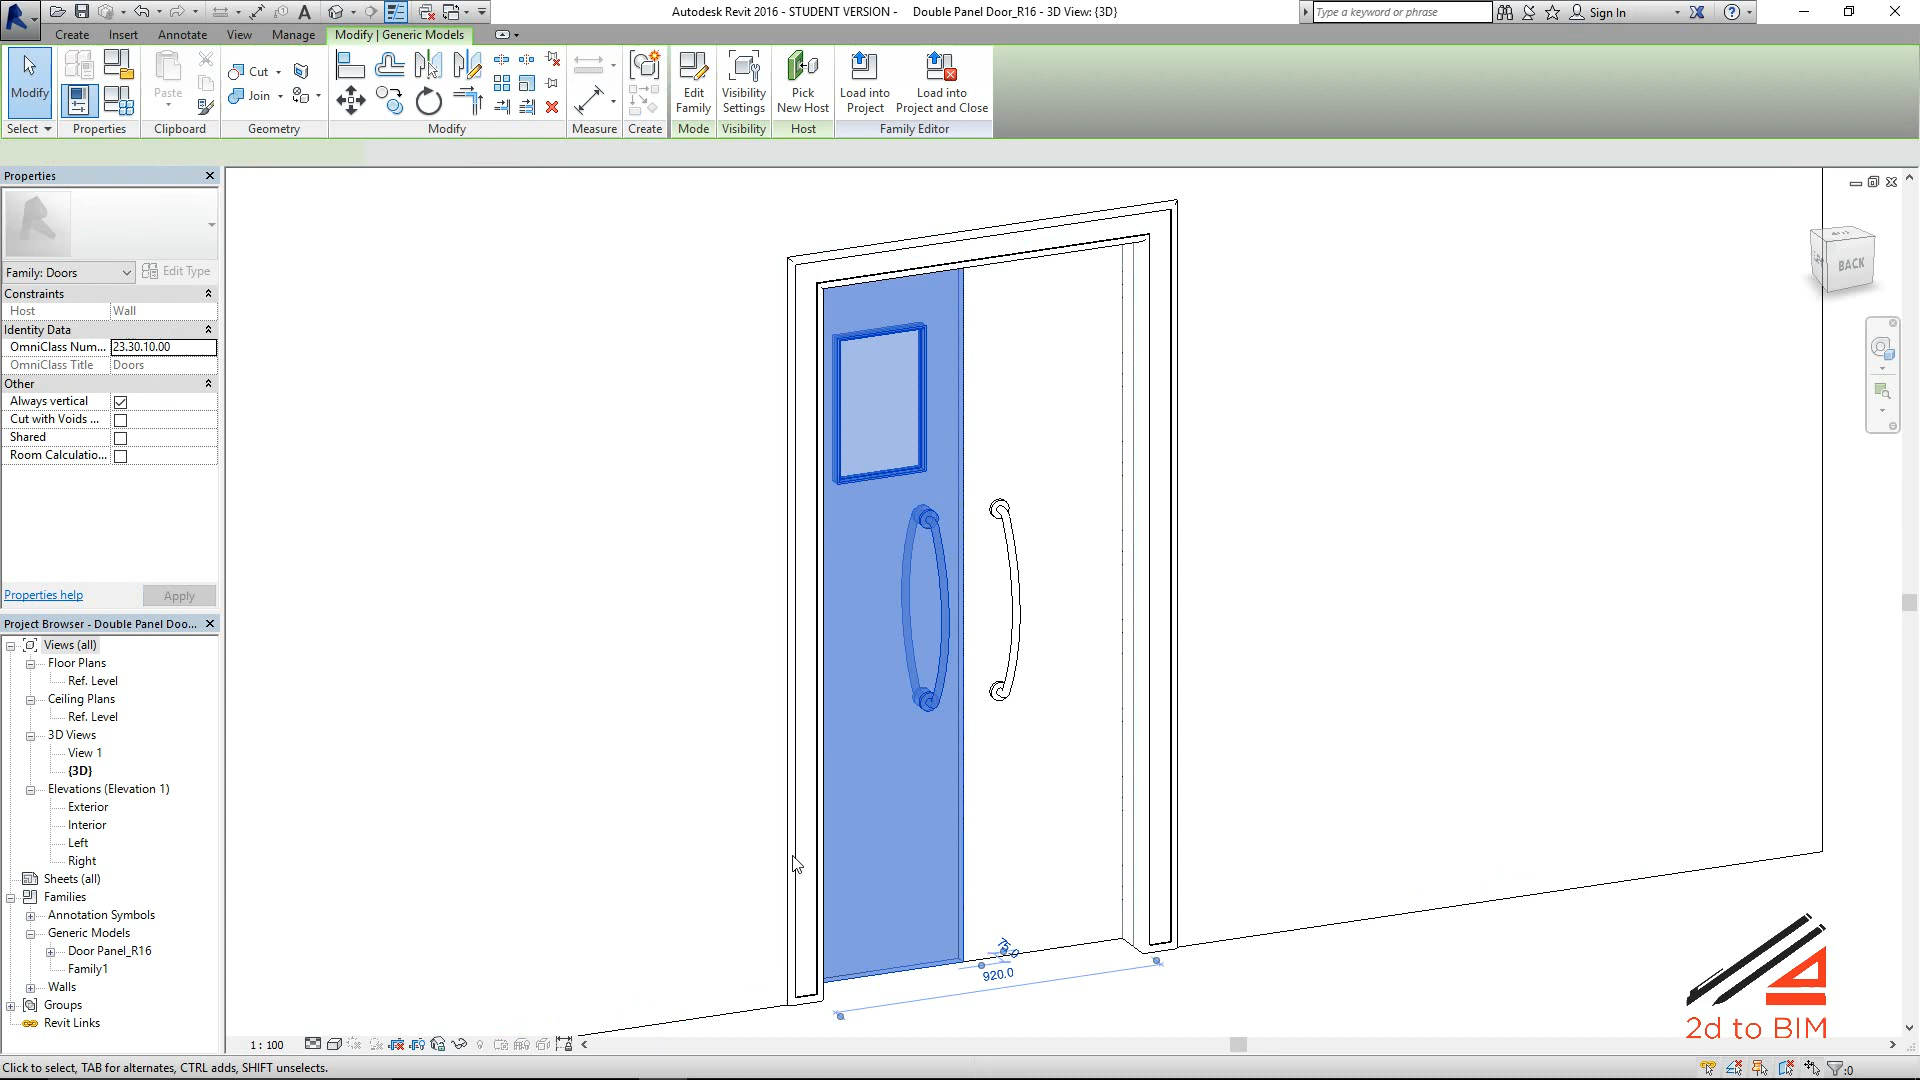 Autodesk Revit 2016 - STUDENT VERSION - Double Panel Door_R16 - 3D View: {3D}
Type a keyword or phrase
Sign In
Create Insert Annotate View Manage Modify | Generic Models
Modify
Paste
Cut
Join
Edit Family
Visibility Settings
Pick New Host
Load into Project
Load into Project and Close
Select Properties Clipboard Geometry Modify Measure Create Mode Visibility Host Family Editor
Properties
Family: Doors
Edit Type
Constraints
Host Wall
Identity Data
OmniClass Num... 23.30.10.00
OmniClass Title Doors
Other
Always vertical
Cut with Voids ...
Shared
Room Calculatio...
Properties help
Apply
Project Browser - Double Panel Doo...
Views (all)
Floor Plans
Ref. Level
Ceiling Plans
Ref. Level
3D Views
View 1
{3D}
Elevations (Elevation 1)
Exterior
Interior
Left
Right
Sheets (all)
Families
Annotation Symbols
Generic Models
Door Panel_R16
Family1
Walls
Groups
Revit Links
BACK
75.0
920.0
2d to BIM
1 : 100
Click to select, TAB for alternates, CTRL adds, SHIFT unselects.
:0